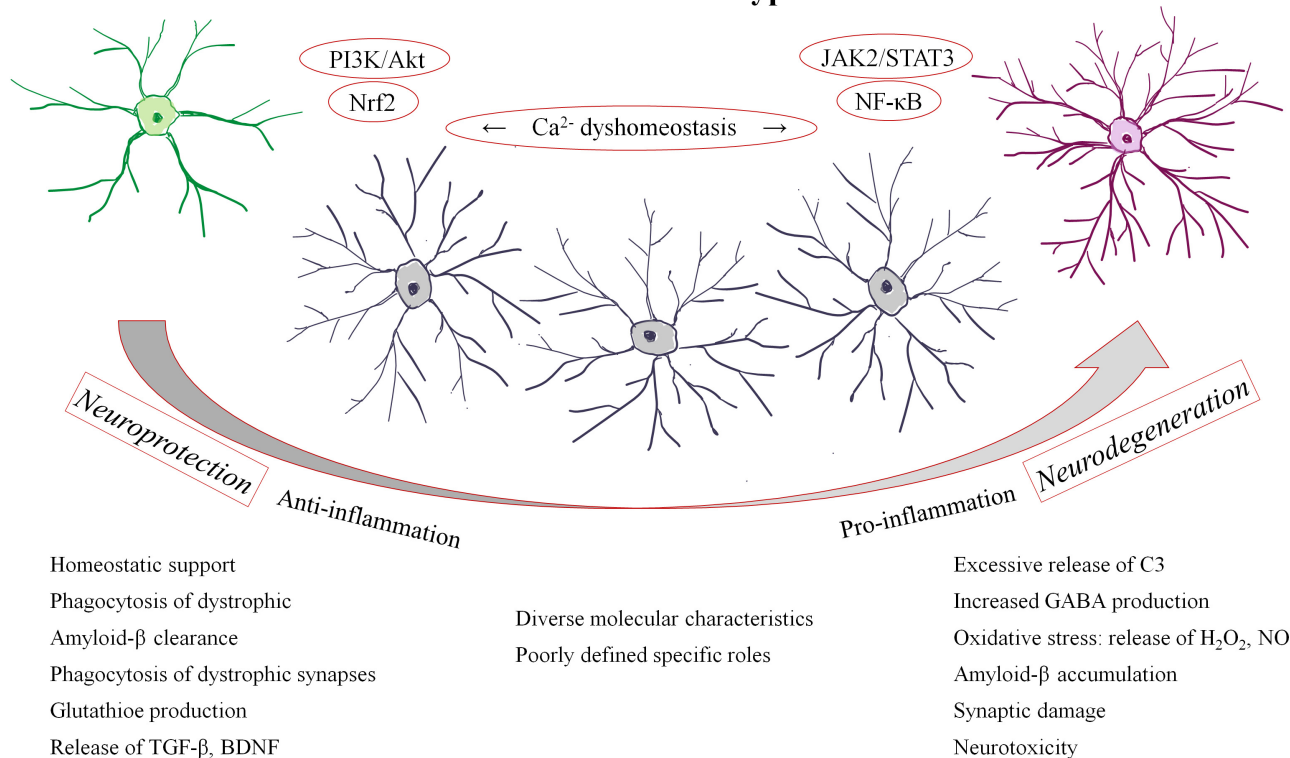 PI3K/Akt
Nrf2
JAK2/STAT3
NF-κB
← Ca²⁻ dyshomeostasis →
Neuroprotection
Anti-inflammation
Pro-inflammation
Neurodegeneration
Homeostatic support
Phagocytosis of dystrophic
Amyloid-β clearance
Phagocytosis of dystrophic synapses
Glutathioe production
Release of TGF-β, BDNF
Diverse molecular characteristics
Poorly defined specific roles
Excessive release of C3
Increased GABA production
Oxidative stress: release of H₂O₂, NO
Amyloid-β accumulation
Synaptic damage
Neurotoxicity